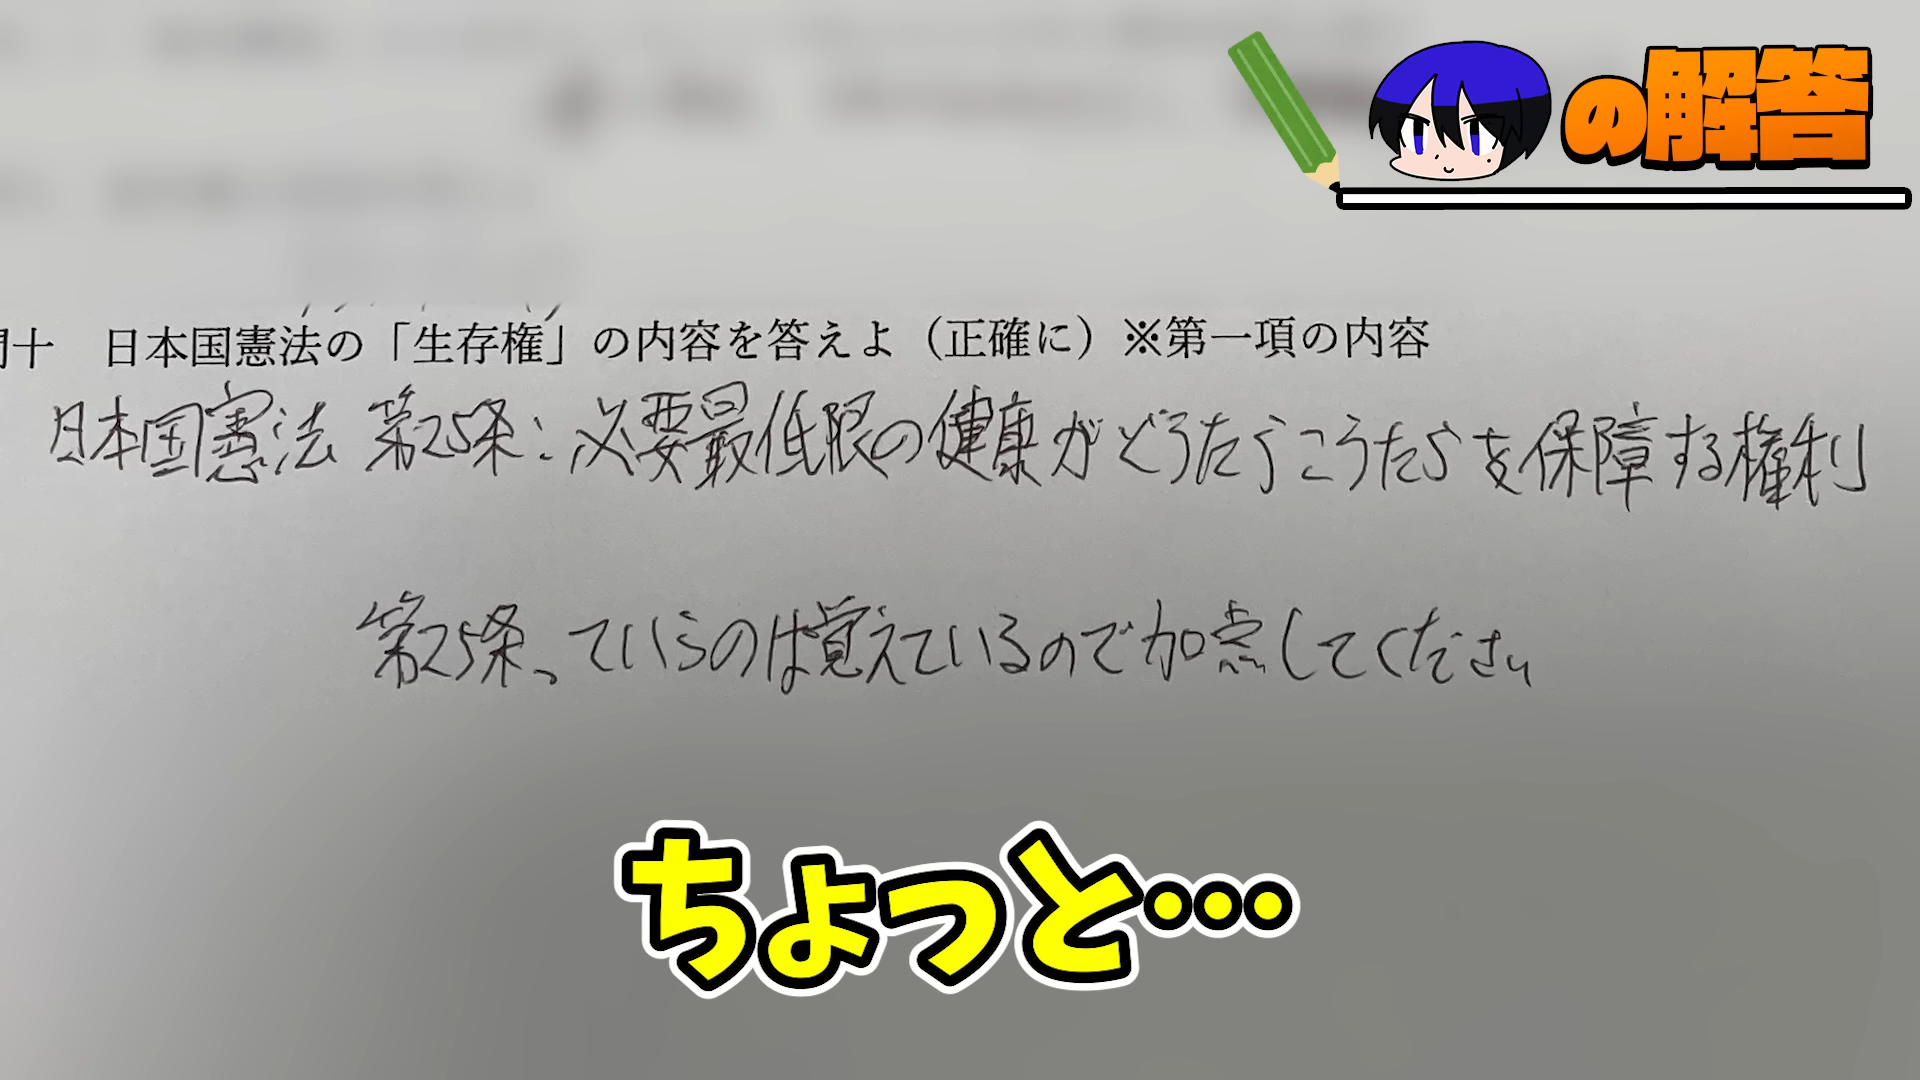 の解答
問十 日本国憲法の「生存権」の内容を答えよ（正確に）※第一項の内容
日本国憲法 第25条：必要最低限の健康がどうたらこうたらを保障する権利
第25条っていうのは覚えているので加点してください
ちょっと…